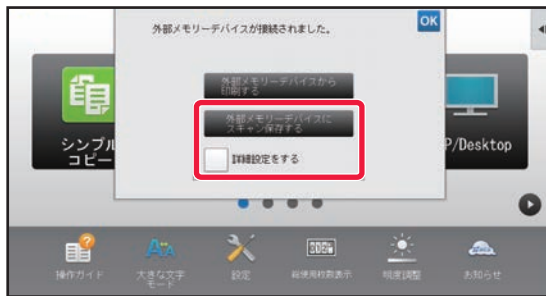 外部メモリーデバイスが接続されました。
OK
外部メモリーデバイスから
印刷する
外部メモリーデバイスに
スキャン保存する
詳細設定をする
シンプル
コピー
P/Desktop
操作ガイド
大きな文字
モード
設定
総使用枚数表示
明度調整
お知らせ